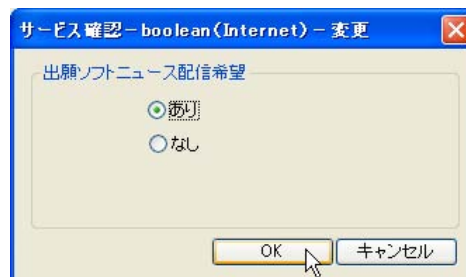 サービス確認－boolean(Internet)－変更
出願ソフトニュース配信希望
あり
なし
OK
キャンセル